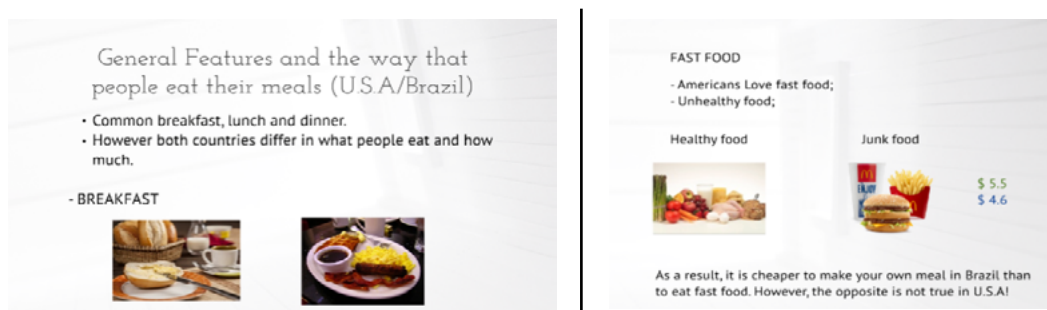 General Features and the way that
people eat their meals (U.S.A/Brazil)
• Common breakfast, lunch and dinner.
• However both countries differ in what people eat and how
much.
- BREAKFAST
FAST FOOD
- Americans Love fast food;
- Unhealthy food;
Healthy food
Junk food
ENJOY
$ 5.5
$ 4.6
As a result, it is cheaper to make your own meal in Brazil than
to eat fast food. However, the opposite is not true in U.S.A!